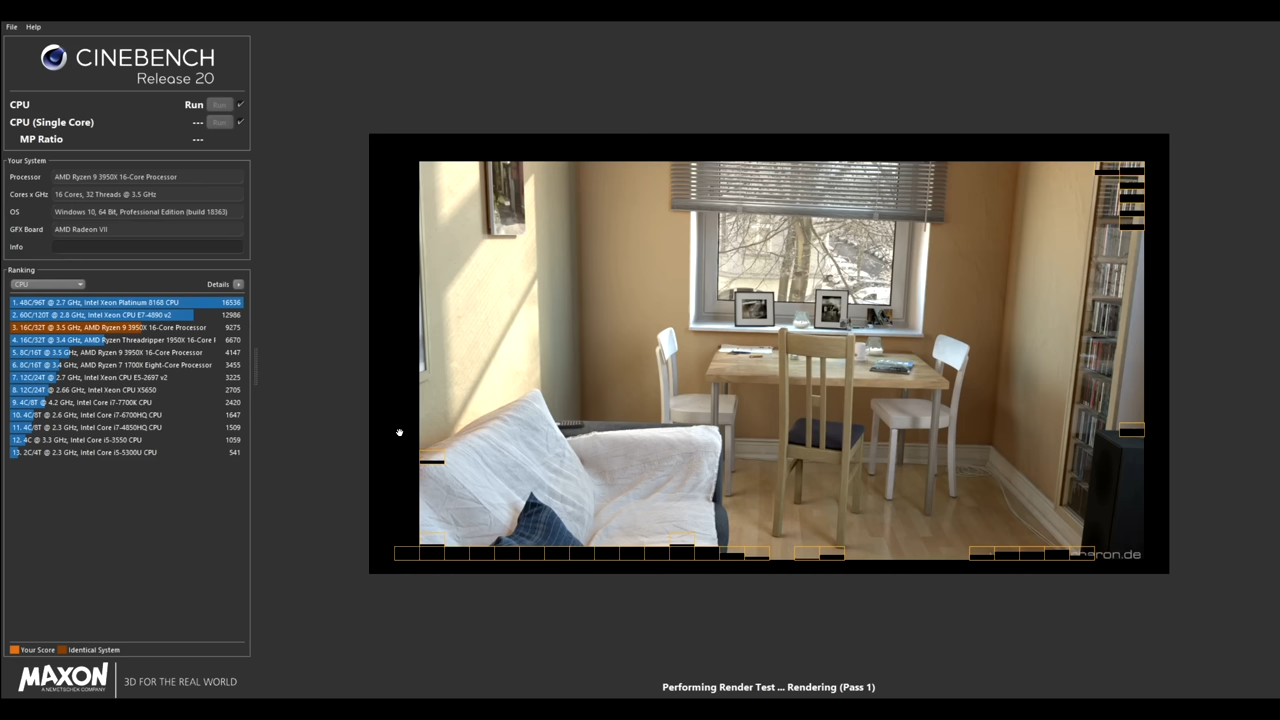 File Help
CINEBENCH
Release 20
CPU Run Run
CPU (Single Core) --- Run
MP Ratio ---
Your System
Processor AMD Ryzen 9 3950X 16-Core Processor
Cores x GHz 16 Cores, 32 Threads @ 3.5 GHz
OS Windows 10, 64 Bit, Professional Edition (build 18363)
GFX Board AMD Radeon VII
Info
Ranking
CPU Details
1. 48C/96T @ 2.7 GHz, Intel Xeon Platinum 8168 CPU 16536
2. 60C/120T @ 2.8 GHz, Intel Xeon CPU E7-4890 v2 12986
3. 16C/32T @ 3.5 GHz, AMD Ryzen 9 3950X 16-Core Processor 9275
4. 16C/32T @ 3.4 GHz, AMD Ryzen Threadripper 1950X 16-Core 6670
5. 8C/16T @ 3.5 GHz, AMD Ryzen 9 3950X 16-Core Processor 4147
6. 8C/16T @ 3.4 GHz, AMD Ryzen 7 1700X Eight-Core Processor 3455
7. 12C/24T @ 2.7 GHz, Intel Xeon CPU E5-2697 v2 3225
8. 12C/24T @ 2.66 GHz, Intel Xeon CPU X5650 2705
9. 4C/8T @ 4.2 GHz, Intel Core i7-7700K CPU 2420
10. 4C/8T @ 2.6 GHz, Intel Core i7-6700HQ CPU 1647
11. 4C/8T @ 2.3 GHz, Intel Core i7-4850HQ CPU 1509
12. 4C @ 3.3 GHz, Intel Core i5-3550 CPU 1059
13. 2C/4T @ 2.3 GHz, Intel Core i5-5300U CPU 541
Your Score Identical System
MAXON
A NEMETSCHEK COMPANY
3D FOR THE REAL WORLD
Performing Render Test ... Rendering (Pass 1)